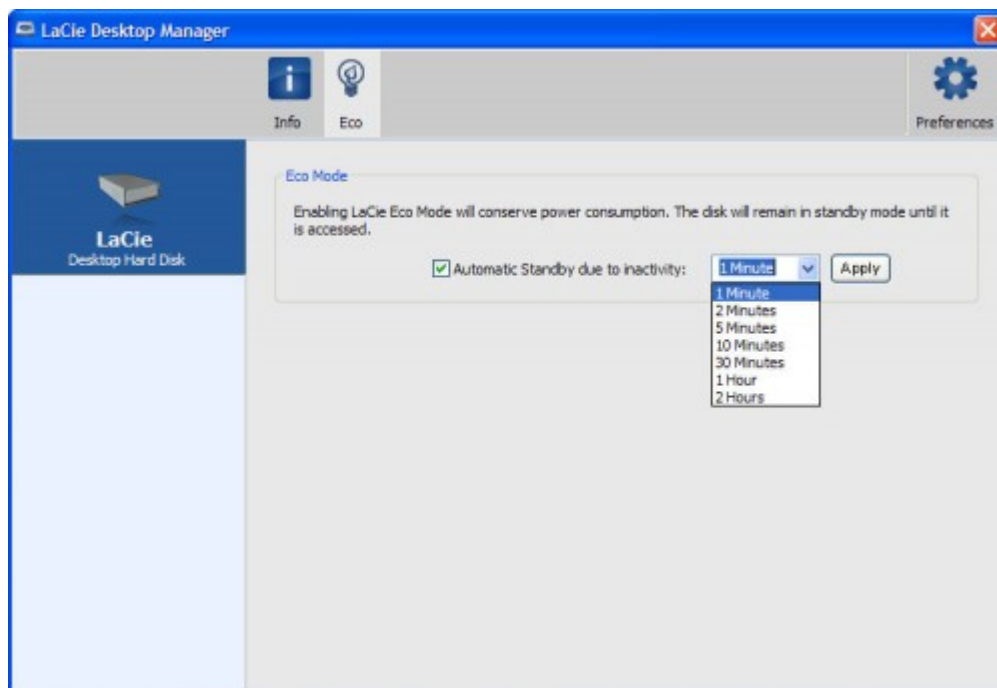 LaCie Desktop Manager
Info
Eco
Preferences
LaCie
Desktop Hard Disk
Eco Mode
Enabling LaCie Eco Mode will conserve power consumption. The disk will remain in standby mode until it
is accessed.
Automatic Standby due to inactivity:
1 Minute
Apply
1 Minute
2 Minutes
5 Minutes
10 Minutes
30 Minutes
1 Hour
2 Hours